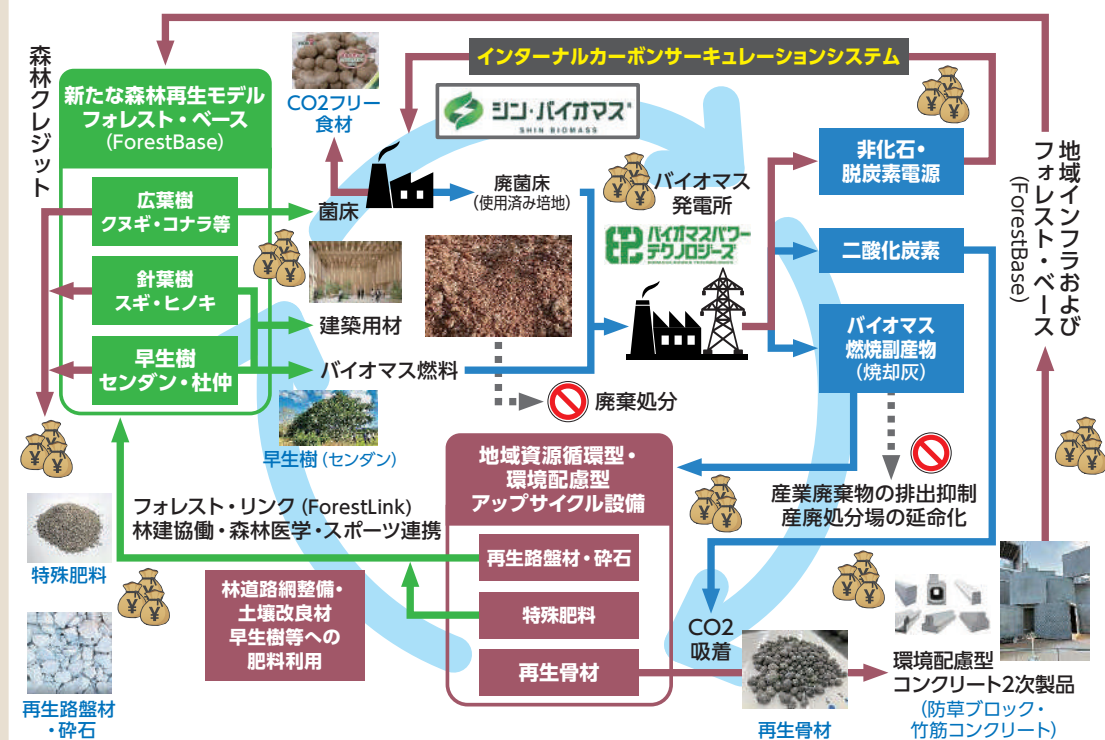 インターナルカーボンサーキュレーションシステム
森林クレジット
新たな森林再生モデル
フォレスト・ベース
(ForestBase)
広葉樹
クヌギ・コナラ等
針葉樹
スギ・ヒノキ
早生樹
センダン・杜仲
CO2フリー
食材
シン・バイオマス
SHIN BIOMASS
菌床
廃菌床
(使用済み培地)
建築用材
バイオマス燃料
早生樹(センダン)
廃棄処分
バイオマス
発電所
バイオマスパワー
テクノロジーズ
非化石・
脱炭素電源
二酸化炭素
バイオマス
燃焼副産物
(焼却灰)
地域インフラおよび
フォレスト・ベース
(ForestBase)
産業廃棄物の排出抑制
産廃処分場の延命化
地域資源循環型・
環境配慮型
アップサイクル設備
再生路盤材・砕石
特殊肥料
再生骨材
フォレスト・リンク(ForestLink)
林建協働・森林医学・スポーツ連携
特殊肥料
林道路網整備・
土壌改良材
早生樹等への
肥料利用
再生路盤材
・砕石
CO2
吸着
再生骨材
環境配慮型
コンクリート2次製品
(防草ブロック・
竹筋コンクリート)